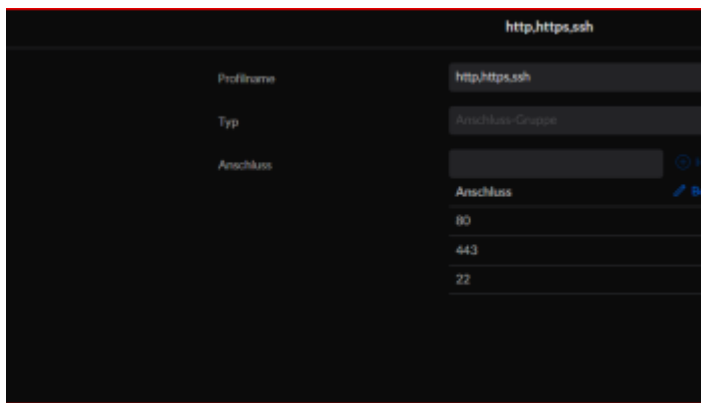 http,https,ssh
Profilname http,https,ssh
Typ Anschluss-Gruppe
Anschluss
Anschluss
80
443
22